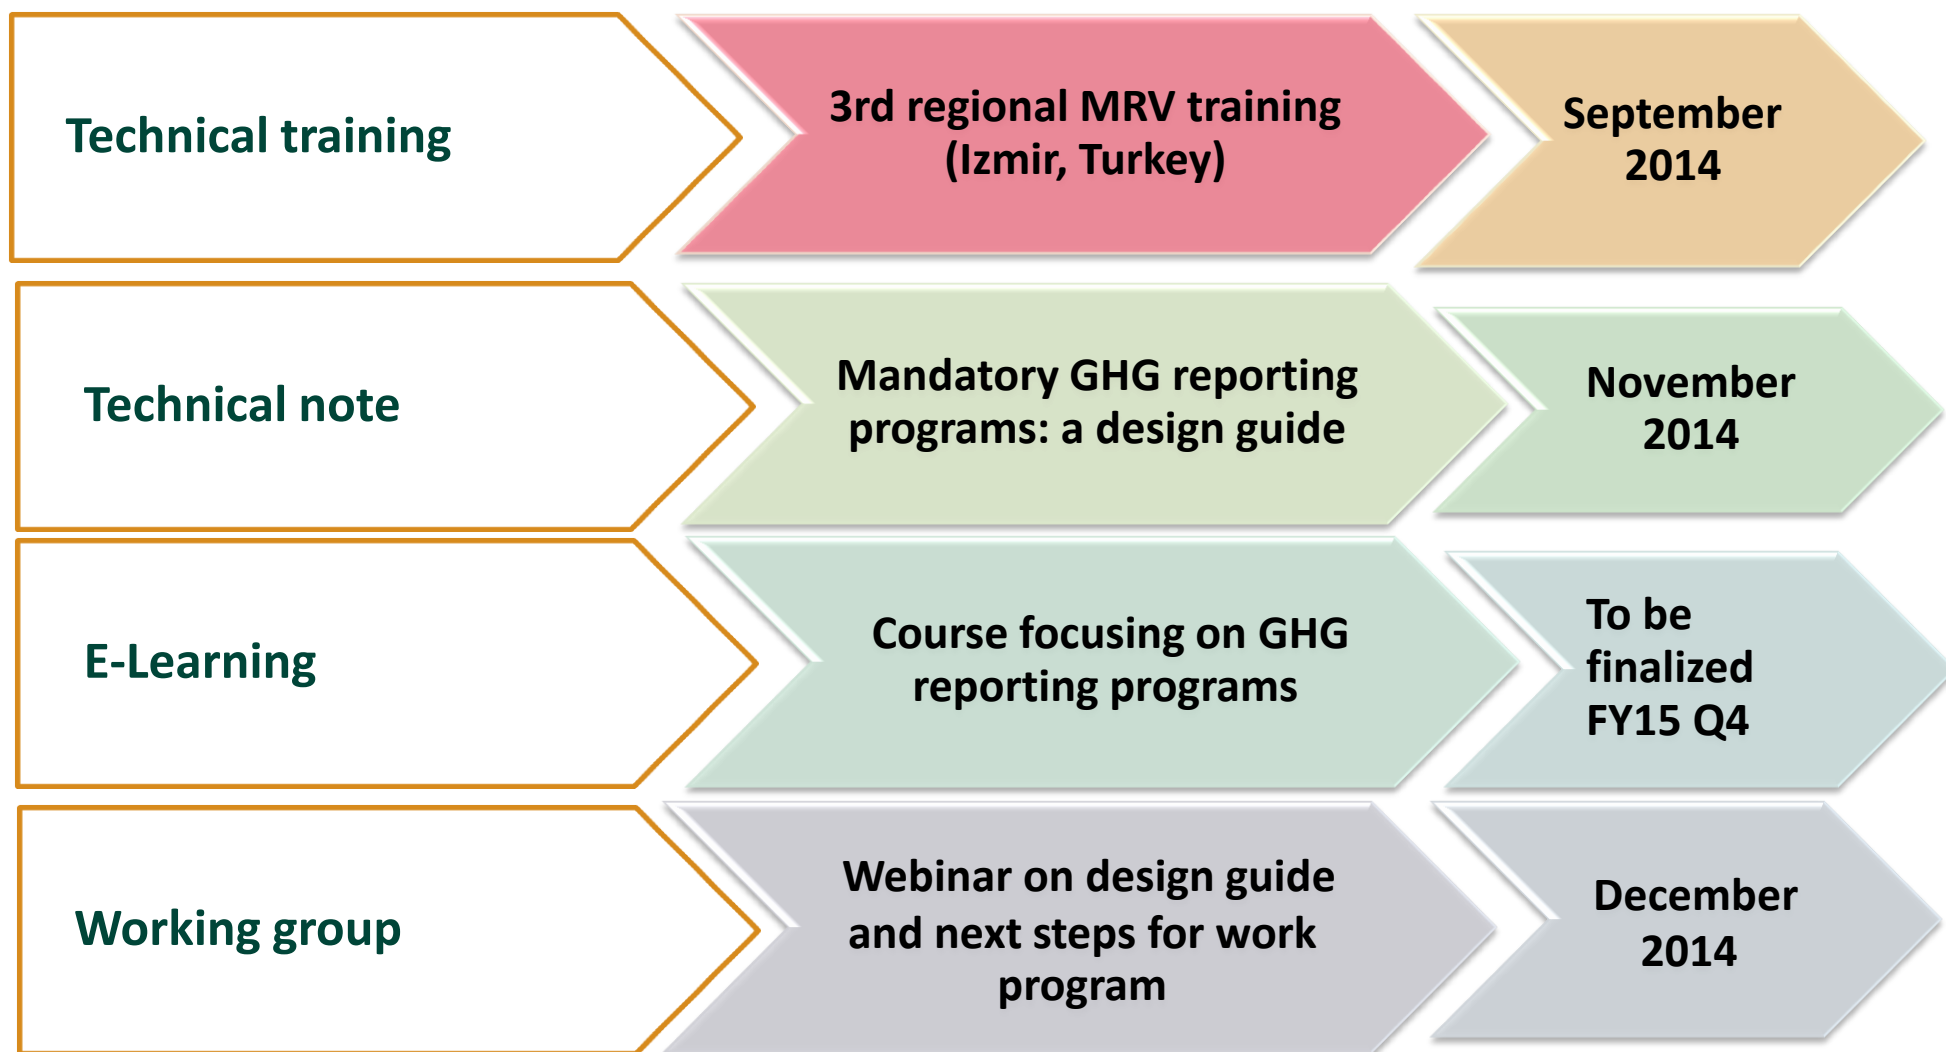 Technical training
3rd regional MRV training
(Izmir, Turkey)
September
2014
Technical note
Mandatory GHG reporting
programs: a design guide
November
2014
E-Learning
Course focusing on GHG
reporting programs
To be
finalized
FY15 Q4
Working group
Webinar on design guide
and next steps for work
program
December
2014